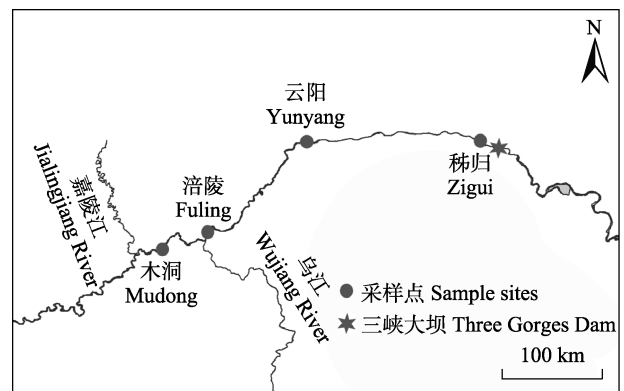 N
云阳
Yunyang
秭归
Zigui
涪陵
Fuling
嘉陵江
Jialingjiang River
木洞
Mudong
乌江
Wujiang River
采样点 Sample sites
三峡大坝 Three Gorges Dam
100 km